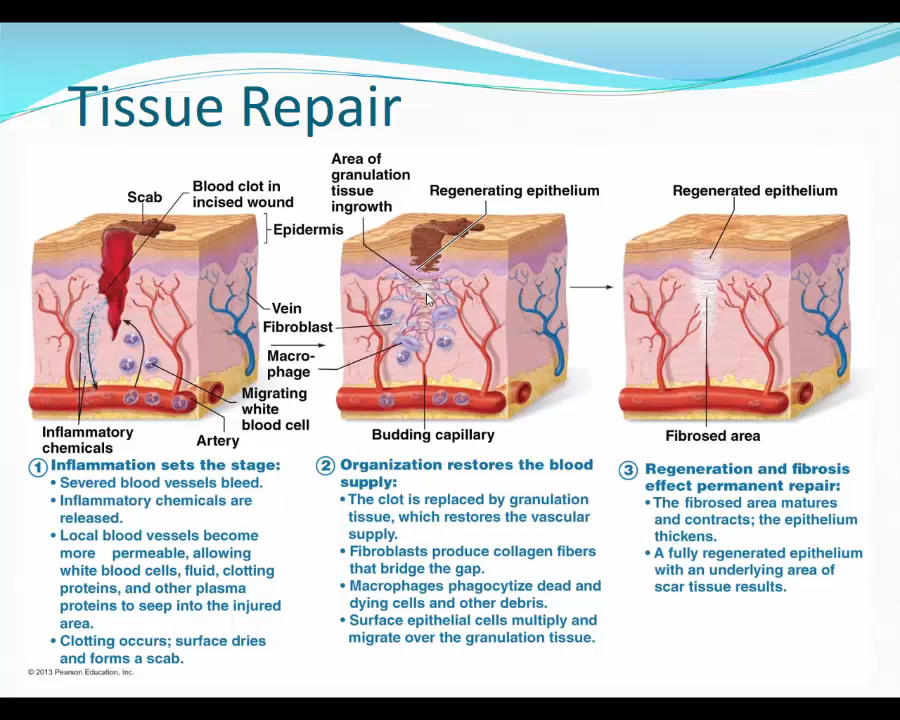 Tissue Repair
Area of
granulation
tissue
ingrowth
Blood clot in
incised wound
Scab
Regenerating epithelium
Regenerated epithelium
Epidermis
Vein
Fibroblast
Macro-
phage
Migrating
white
blood cell
Artery
Inflammatory
chemicals
Budding capillary
Fibrosed area
1 Inflammation sets the stage:
• Severed blood vessels bleed.
• Inflammatory chemicals are
released.
• Local blood vessels become
more permeable, allowing
white blood cells, fluid, clotting
proteins, and other plasma
proteins to seep into the injured
area.
• Clotting occurs; surface dries
and forms a scab.
2 Organization restores the blood
supply:
• The clot is replaced by granulation
tissue, which restores the vascular
supply.
• Fibroblasts produce collagen fibers
that bridge the gap.
• Macrophages phagocytize dead and
dying cells and other debris.
• Surface epithelial cells multiply and
migrate over the granulation tissue.
3 Regeneration and fibrosis
effect permanent repair:
• The fibrosed area matures
and contracts; the epithelium
thickens.
• A fully regenerated epithelium
with an underlying area of
scar tissue results.
© 2013 Pearson Education, Inc.